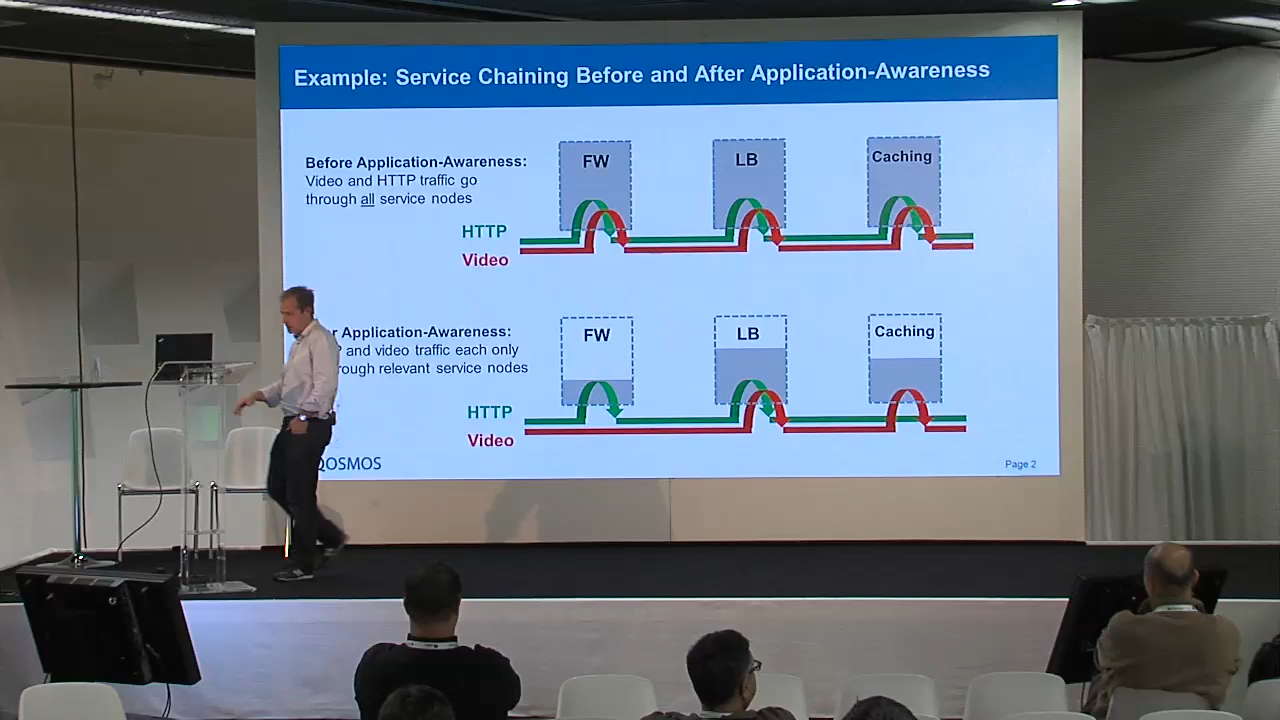 Example: Service Chaining Before and After Application-Awareness
Before Application-Awareness:
Video and HTTP traffic go
through all service nodes
FW
LB
Caching
HTTP
Video
Application-Awareness:
and video traffic each only
relevant service nodes
FW
LB
Caching
HTTP
Video
QOSMOS
Page 2